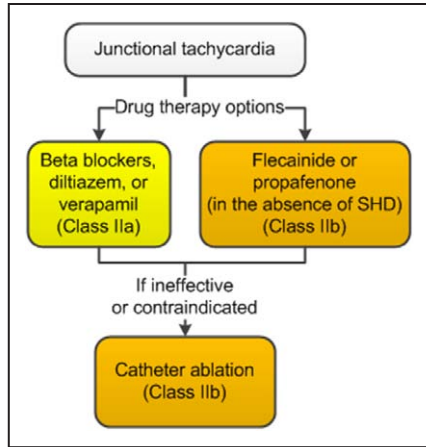 Junctional tachycardia
Drug therapy options
Beta blockers,
diltiazem, or
verapamil
(Class IIa)
Flecainide or
propafenone
(in the absence of SHD)
(Class IIb)
If ineffective
or contraindicated
Catheter ablation
(Class IIb)